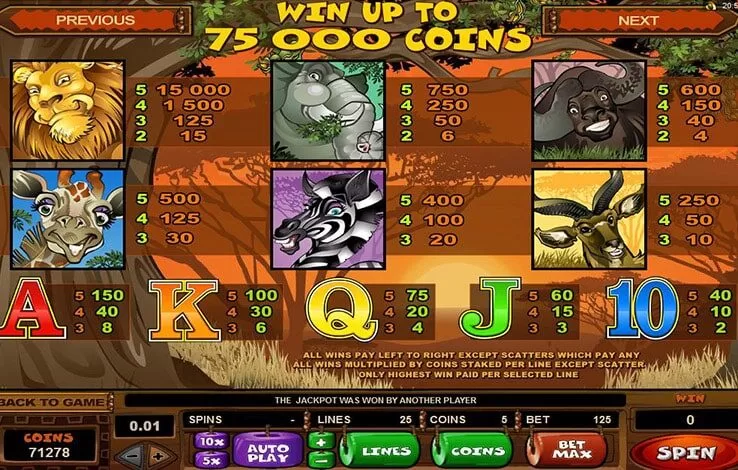 PREVIOUS
WIN UP TO
75 000 COINS
NEXT
5 15 000
4 1 500
3 125
2 15
5 750
4 250
3 50
2 6
5 600
4 150
3 40
2 4
5 500
4 125
3 30
5 400
4 100
3 20
5 250
4 50
3 10
A 5 150
4 40
3 8
K 5 100
4 30
3 6
Q 5 75
4 20
3 4
J 5 60
4 15
3 3
10 5 40
4 10
3 2
ALL WINS PAY LEFT TO RIGHT EXCEPT SCATTERS WHICH PAY ANY
ALL WINS MULTIPLIED BY COINS STAKED PER LINE EXCEPT SCATTER
ONLY HIGHEST WIN PAID PER SELECTED LINE
BACK TO GAME
THE JACKPOT WAS WON BY ANOTHER PLAYER
WIN
0
COINS
71278
0.01
- +
SPINS -
LINES 25
COINS 5
BET 125
10X
5X
AUTO PLAY
+
-
LINES
COINS
BET MAX
SPIN